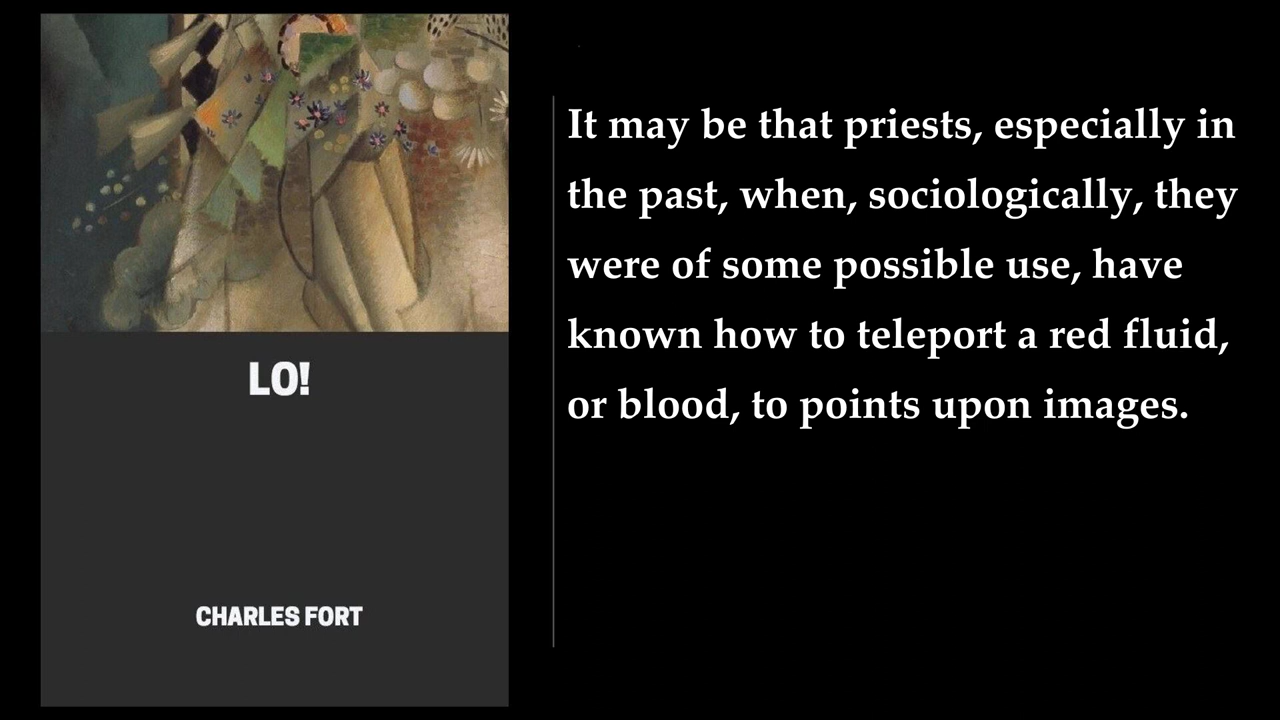 LO!
CHARLES FORT
It may be that priests, especially in
the past, when, sociologically, they
were of some possible use, have
known how to teleport a red fluid,
or blood, to points upon images.